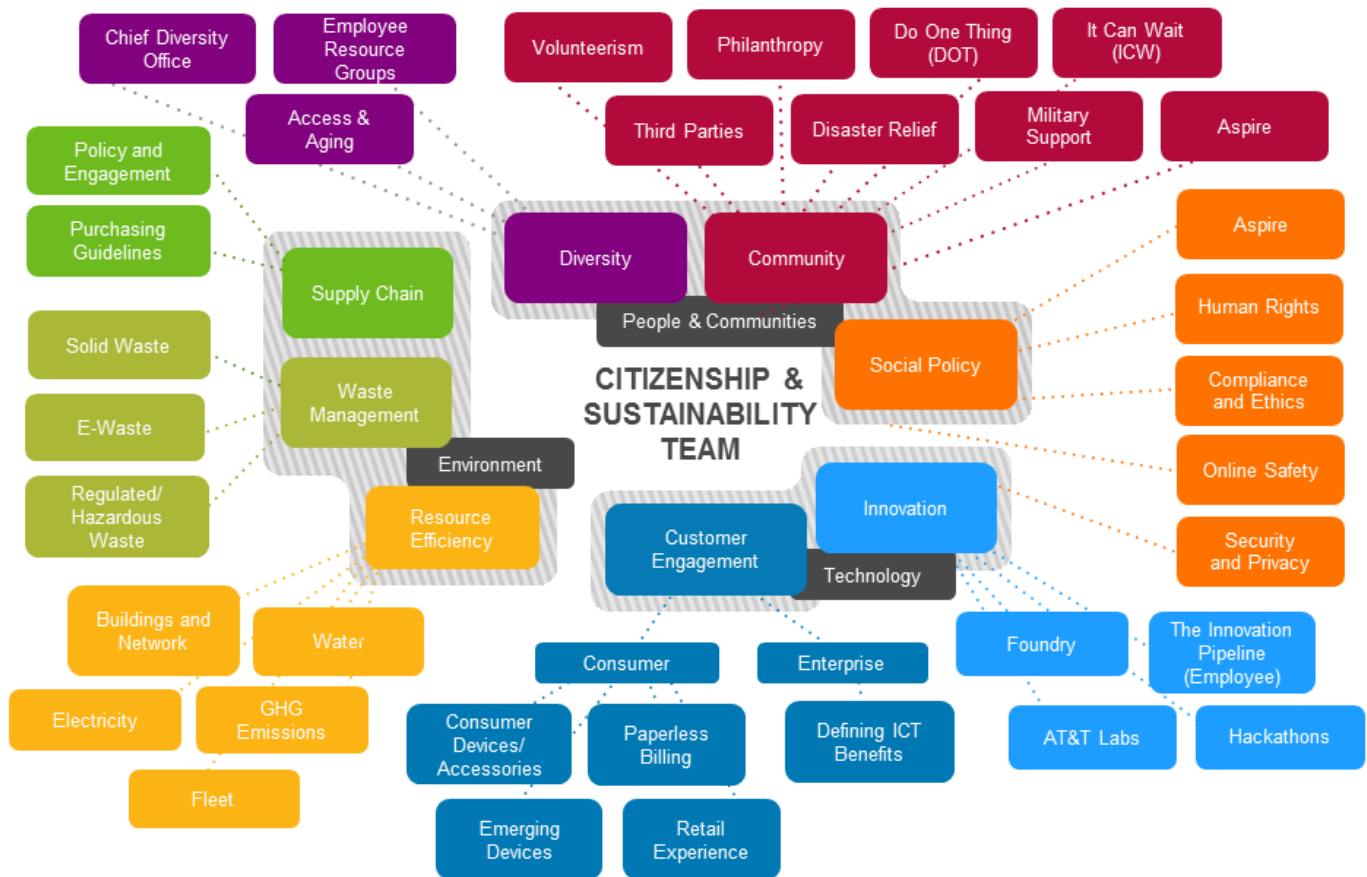 Chief Diversity
Office
Employee
Resource
Groups
Access &
Aging
Volunteerism
Philanthropy
Do One Thing
(DOT)
It Can Wait
(ICW)
Third Parties
Disaster Relief
Military
Support
Aspire
Policy and
Engagement
Purchasing
Guidelines
Supply Chain
Diversity
Community
People & Communities
Social Policy
Aspire
Human Rights
Compliance
and Ethics
Online Safety
Security
and Privacy
Solid Waste
E-Waste
Regulated/
Hazardous
Waste
Waste
Management
Environment
Resource
Efficiency
CITIZENSHIP &
SUSTAINABILITY
TEAM
Innovation
Customer
Engagement
Technology
Buildings and
Network
Water
Electricity
GHG
Emissions
Fleet
Consumer
Enterprise
Consumer
Devices/
Accessories
Paperless
Billing
Defining ICT
Benefits
Emerging
Devices
Retail
Experience
Foundry
The Innovation
Pipeline
(Employee)
AT&T Labs
Hackathons